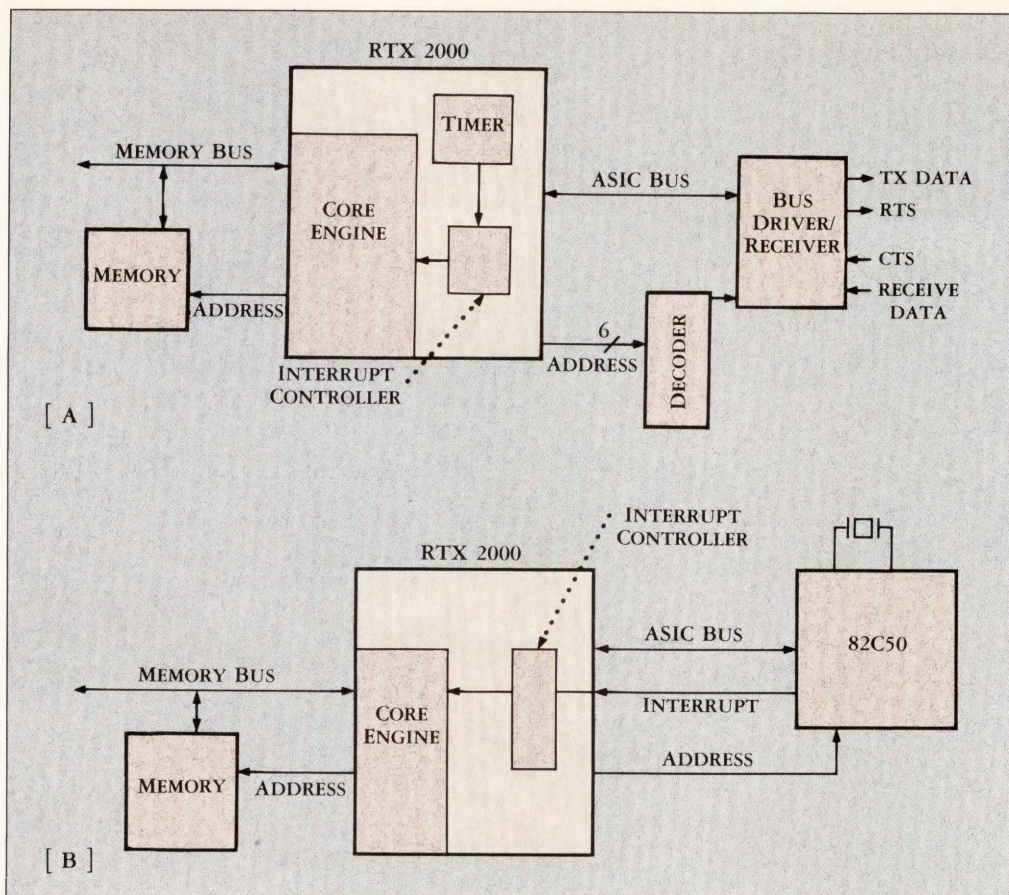 RTX 2000
TIMER
MEMORY BUS
CORE
ENGINE
ASIC BUS
BUS
DRIVER/
RECEIVER
TX DATA
RTS
CTS
RECEIVE
DATA
MEMORY
ADDRESS
6
ADDRESS
DECODER
INTERRUPT
CONTROLLER
[ A ]
INTERRUPT
CONTROLLER
RTX 2000
ASIC BUS
82C50
MEMORY BUS
INTERRUPT
CORE
ENGINE
ADDRESS
MEMORY
ADDRESS
[ B ]